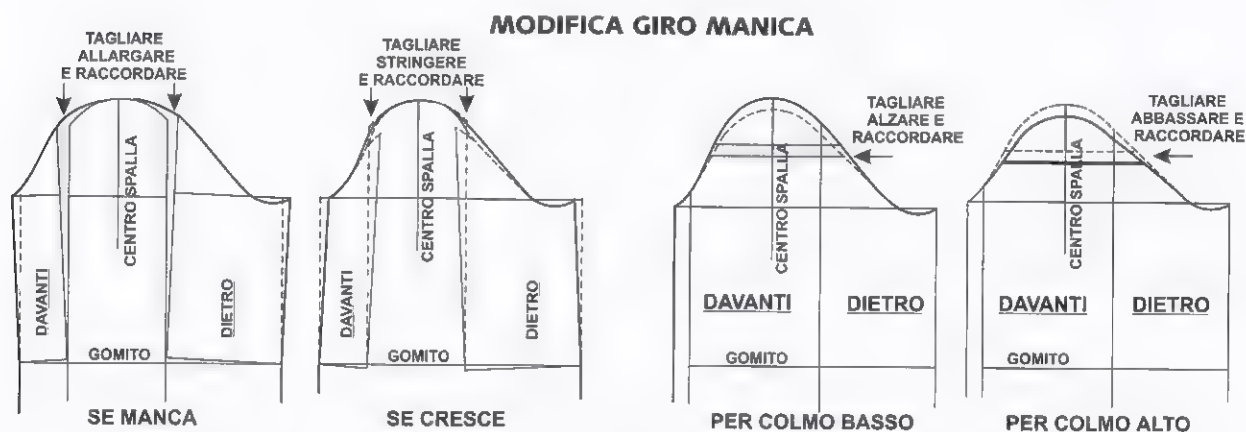 MODIFICA GIRO MANICA
TAGLIARE
ALLARGARE
E RACCORDARE
CENTRO SPALLA
DAVANTI
DIETRO
GOMITO
SE MANCA
TAGLIARE
STRINGERE
E RACCORDARE
CENTRO SPALLA
DAVANTI
DIETRO
GOMITO
SE CRESCE
TAGLIARE
ALZARE E
RACCORDARE
CENTRO SPALLA
DAVANTI
DIETRO
GOMITO
PER COLMO BASSO
TAGLIARE
ABBASSARE E
RACCORDARE
CENTRO SPALLA
DAVANTI
DIETRO
GOMITO
PER COLMO ALTO